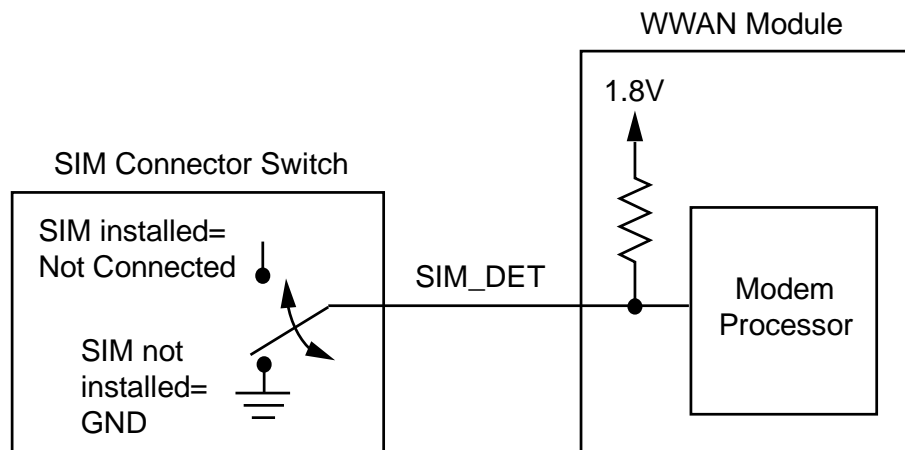 WWAN Module
1.8V
SIM Connector Switch
SIM installed=
Not Connected
SIM_DET
Modem
Processor
SIM not
installed=
GND